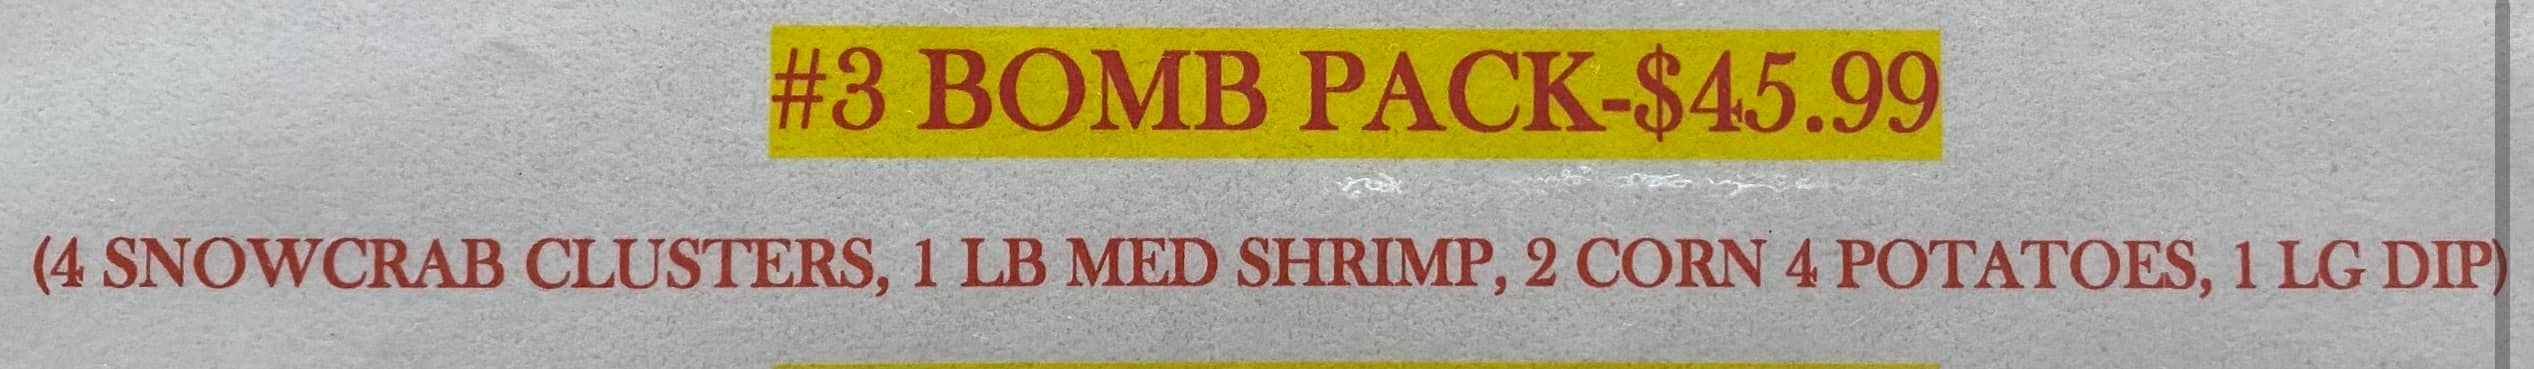 #3 BOMB PACK-$45.99
(4 SNOWCRAB CLUSTERS, 1 LB MED SHRIMP, 2 CORN 4 POTATOES, 1 LG DIP)